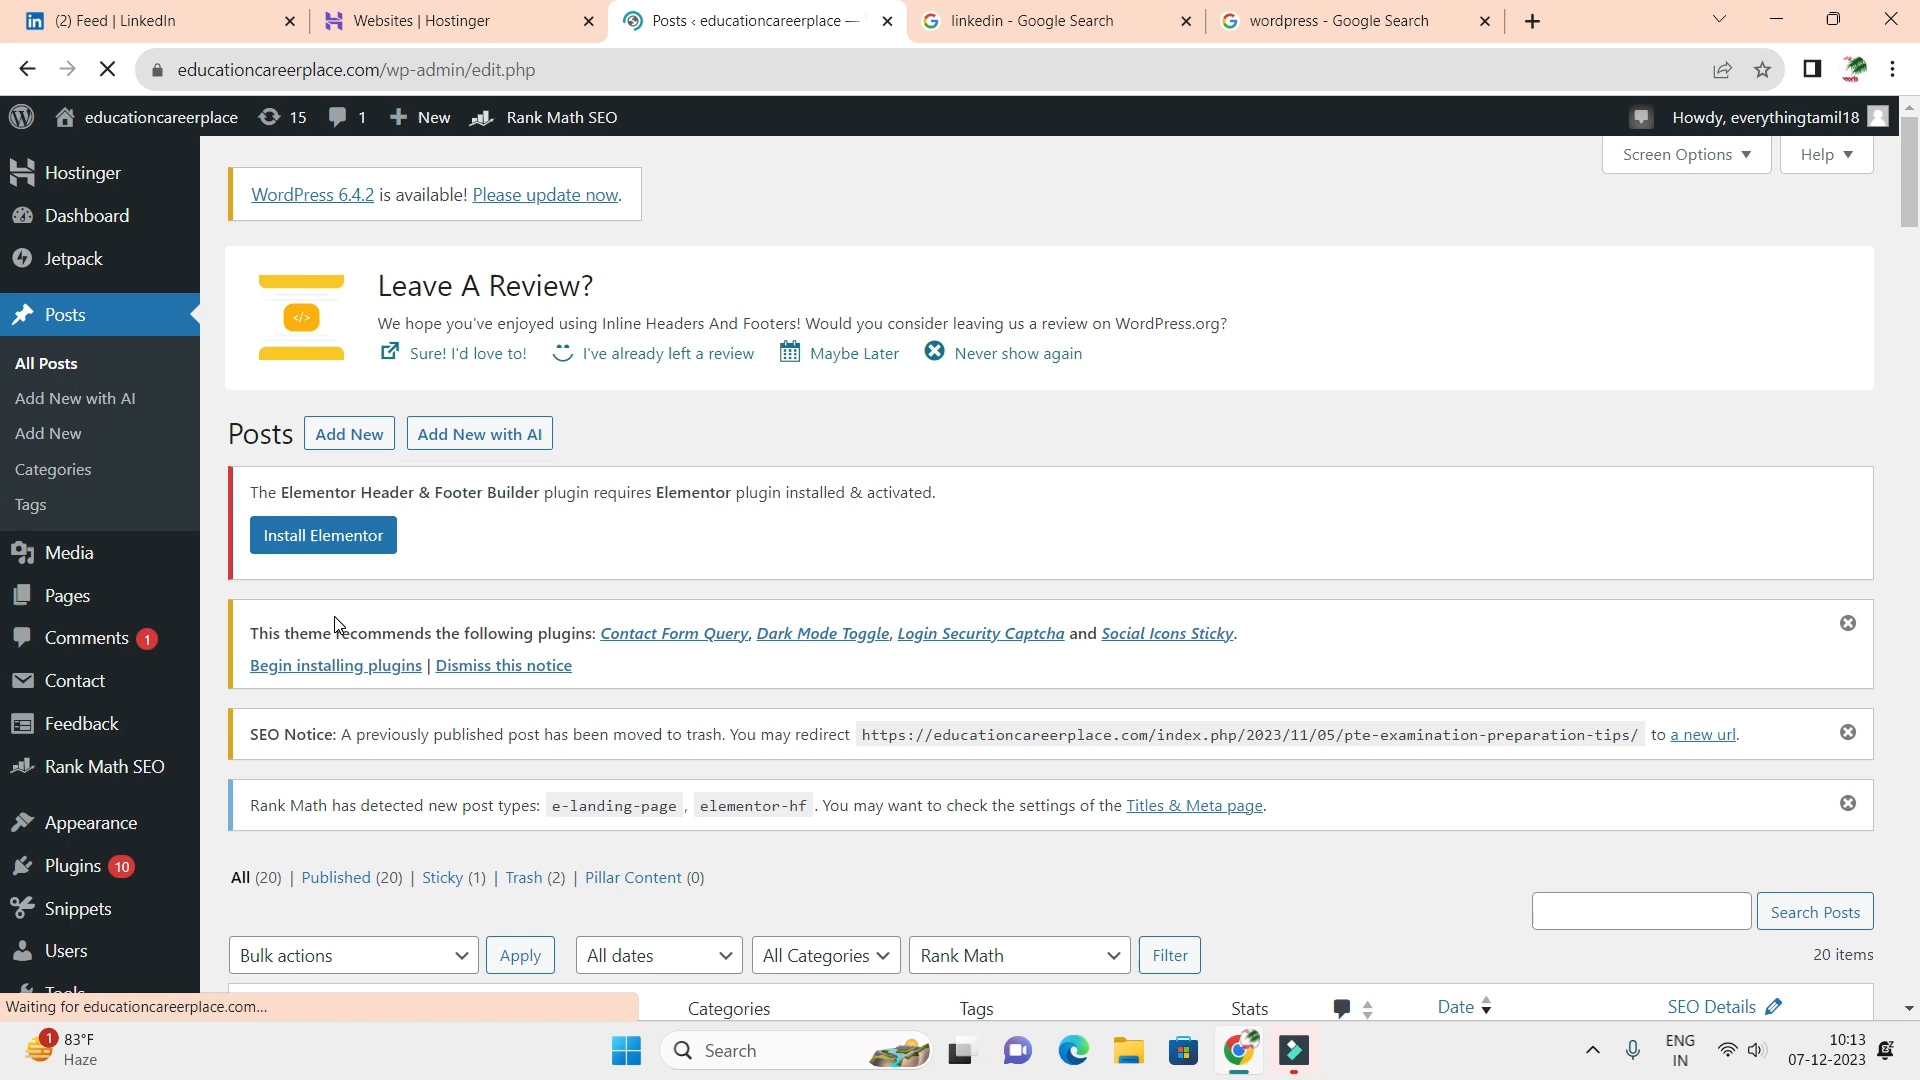 (2) Feed | LinkedIn
Websites | Hostinger
Posts ‹ educationcareerplace —
linkedin - Google Search
wordpress - Google Search
educationcareerplace.com/wp-admin/edit.php
educationcareerplace 15 1 New Rank Math SEO Howdy, everythingtamil18
Hostinger
Dashboard
Jetpack
Posts
All Posts
Add New with AI
Add New
Categories
Tags
Media
Pages
Comments 1
Contact
Feedback
Rank Math SEO
Appearance
Plugins 10
Snippets
Users
Screen Options Help
WordPress 6.4.2 is available! Please update now.
Leave A Review?
We hope you've enjoyed using Inline Headers And Footers! Would you consider leaving us a review on WordPress.org?
Sure! I'd love to! I've already left a review Maybe Later Never show again
Posts Add New Add New with AI
The Elementor Header & Footer Builder plugin requires Elementor plugin installed & activated.
Install Elementor
This theme recommends the following plugins: Contact Form Query, Dark Mode Toggle, Login Security Captcha and Social Icons Sticky.
Begin installing plugins | Dismiss this notice
SEO Notice: A previously published post has been moved to trash. You may redirect https://educationcareerplace.com/index.php/2023/11/05/pte-examination-preparation-tips/ to a new url.
Rank Math has detected new post types: e-landing-page, elementor-hf. You may want to check the settings of the Titles & Meta page.
All (20) | Published (20) | Sticky (1) | Trash (2) | Pillar Content (0)
Search Posts
Bulk actions Apply All dates All Categories Rank Math Filter 20 items
Categories Tags Stats Date SEO Details
Waiting for educationcareerplace.com...
1
83°F
Haze
Search
ENG
IN
10:13
07-12-2023